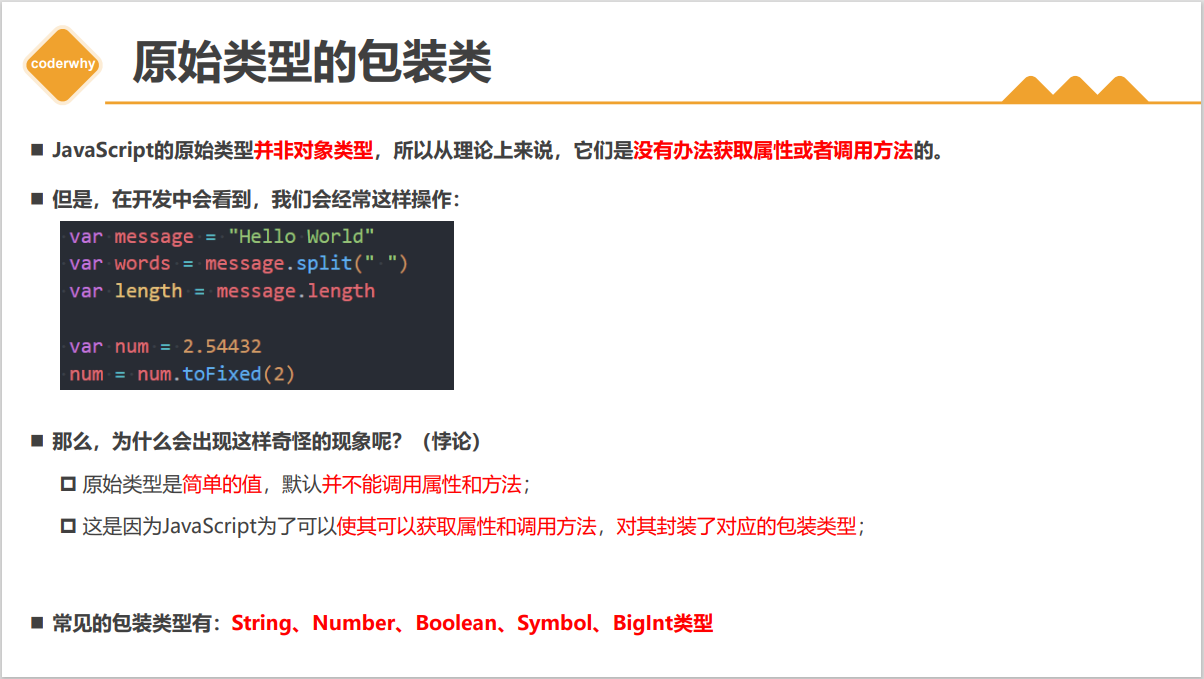 coderwhy
原始类型的包装类
JavaScript的原始类型并非对象类型，所以从理论上来说，它们是没有办法获取属性或者调用方法的。
但是，在开发中会看到，我们会经常这样操作：
var message = "Hello World"
var words = message.split(" ")
var length = message.length
var num = 2.54432
num = num.toFixed(2)
那么，为什么会出现这样奇怪的现象呢？（悖论）
原始类型是简单的值，默认并不能调用属性和方法；
这是因为JavaScript为了可以使其可以获取属性和调用方法，对其封装了对应的包装类型；
常见的包装类型有：String、Number、Boolean、Symbol、BigInt类型